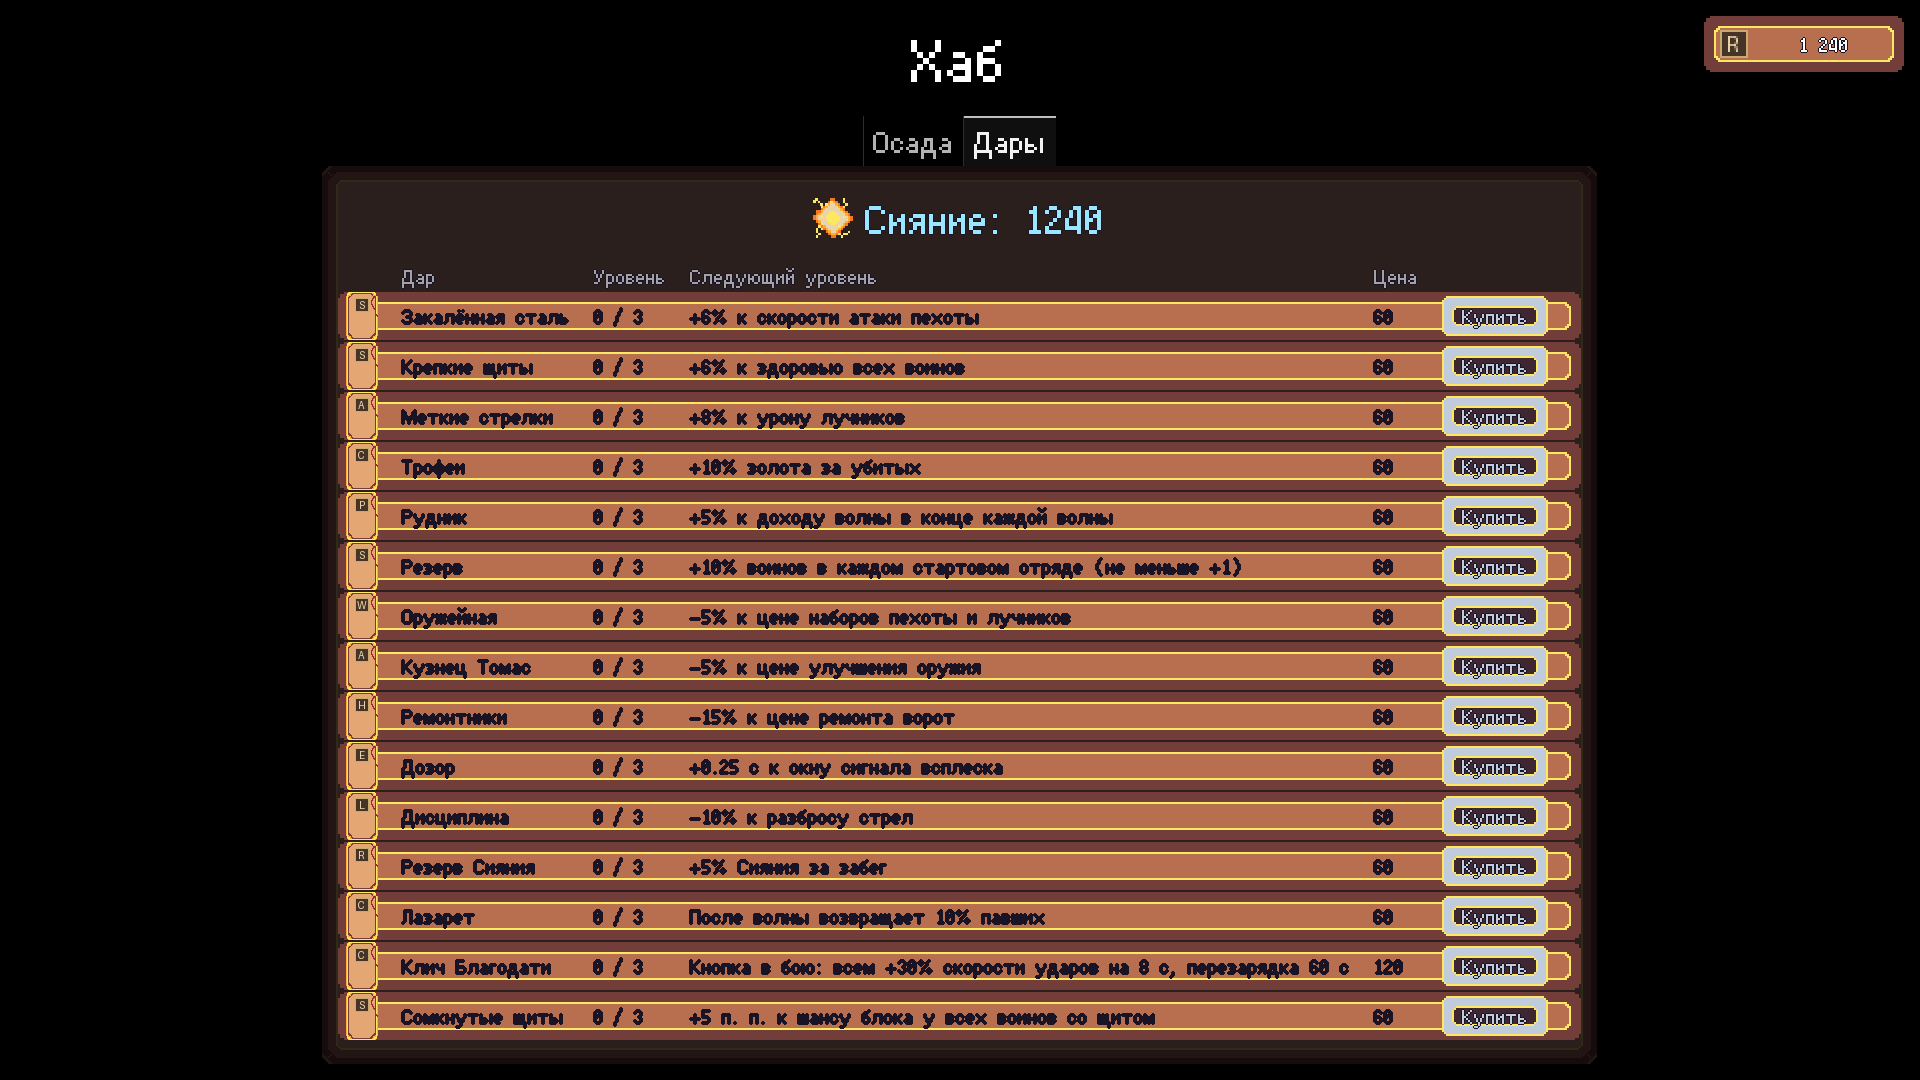 Хаб
R 1 240
Осада Дары
Сияние: 1240
Дар Уровень Следующий уровень Цена
S Закалённая сталь 0 / 3 +6% к скорости атаки пехоты 60 Купить
S Крепкие щиты 0 / 3 +6% к здоровью всех воинов 60 Купить
A Меткие стрелки 0 / 3 +8% к урону лучников 60 Купить
C Трофеи 0 / 3 +10% золота за убитых 60 Купить
P Рудник 0 / 3 +5% к доходу волны в конце каждой волны 60 Купить
S Резерв 0 / 3 +10% воинов в каждом стартовом отряде (не меньше +1) 60 Купить
W Оружейная 0 / 3 -5% к цене наборов пехоты и лучников 60 Купить
A Кузнец Томас 0 / 3 -5% к цене улучшения оружия 60 Купить
H Ремонтники 0 / 3 -15% к цене ремонта ворот 60 Купить
E Дозор 0 / 3 +0.25 с к окну сигнала всплеска 60 Купить
L Дисциплина 0 / 3 -10% к разбросу стрел 60 Купить
R Резерв Сияния 0 / 3 +5% Сияния за забег 60 Купить
C Лазарет 0 / 3 После волны возвращает 10% павших 60 Купить
C Клич Благодати 0 / 3 Кнопка в бою: всем +30% скорости ударов на 8 с, перезарядка 60 с 120 Купить
S Сомкнутые щиты 0 / 3 +5 п. п. к шансу блока у всех воинов со щитом 60 Купить